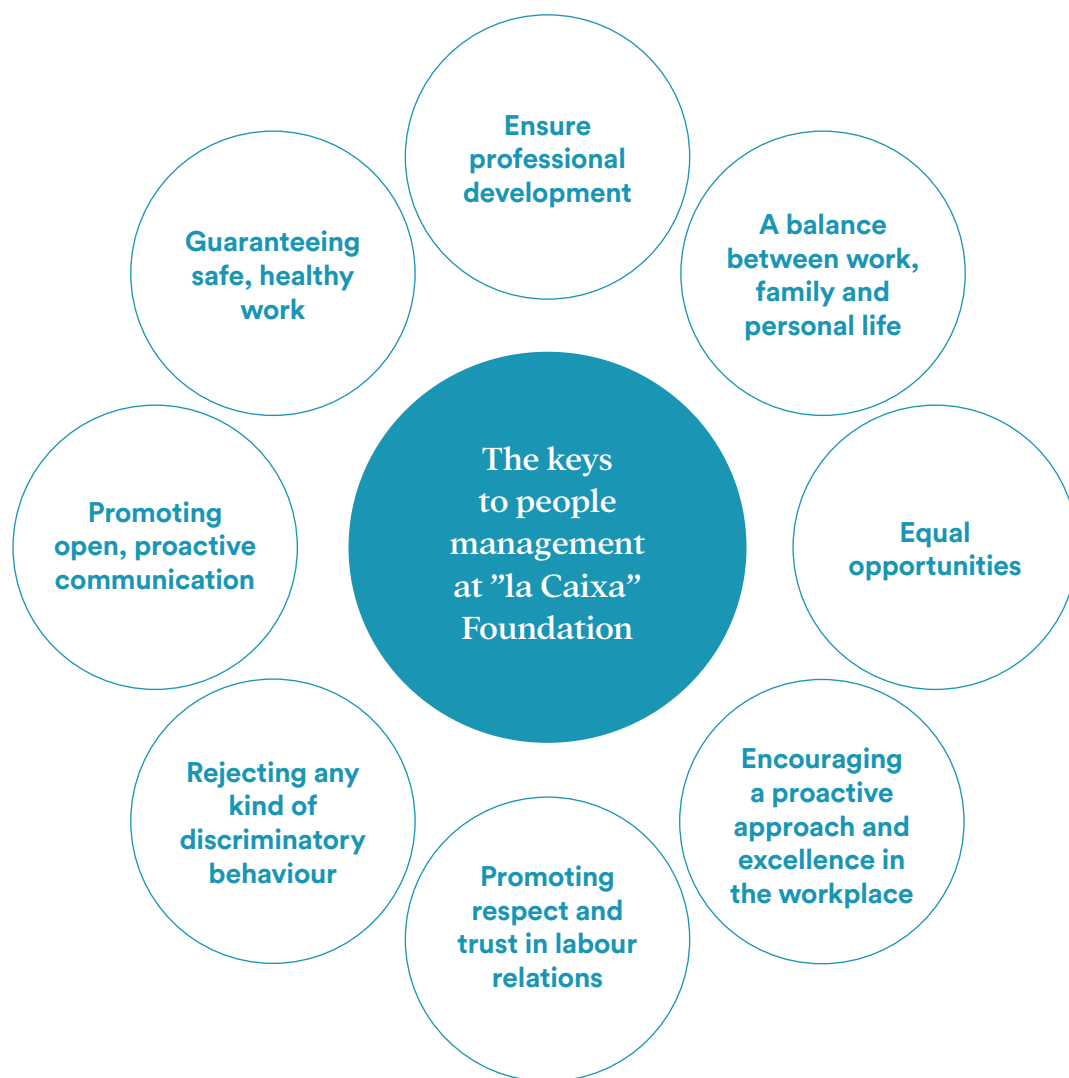 Ensure
professional
development
A balance
between work,
family and
personal life
Equal
opportunities
Encouraging
a proactive
approach and
excellence in
the workplace
Promoting
respect and
trust in labour
relations
Rejecting any
kind of
discriminatory
behaviour
Promoting
open, proactive
communication
Guaranteeing
safe, healthy
work
The keys
to people
management
at ”la Caixa”
Foundation